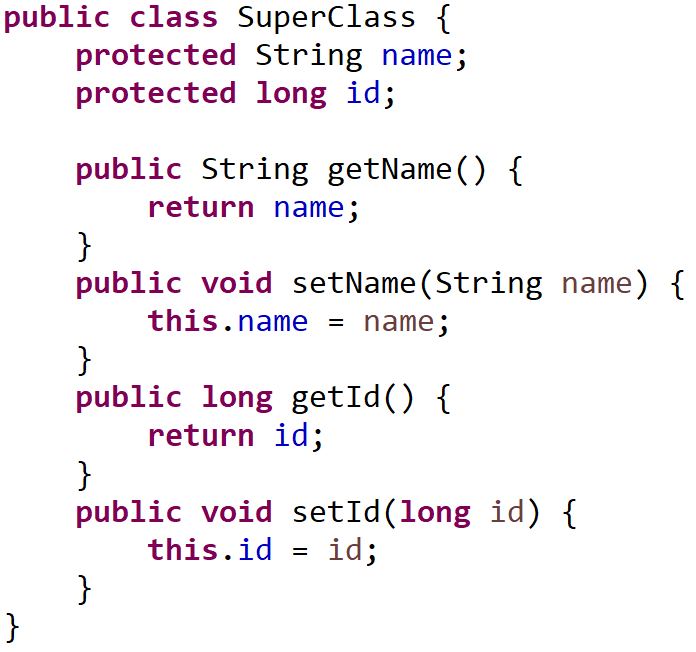 public class SuperClass {
    protected String name;
    protected long id;

    public String getName() {
        return name;
    }
    public void setName(String name) {
        this.name = name;
    }
    public long getId() {
        return id;
    }
    public void setId(long id) {
        this.id = id;
    }
}